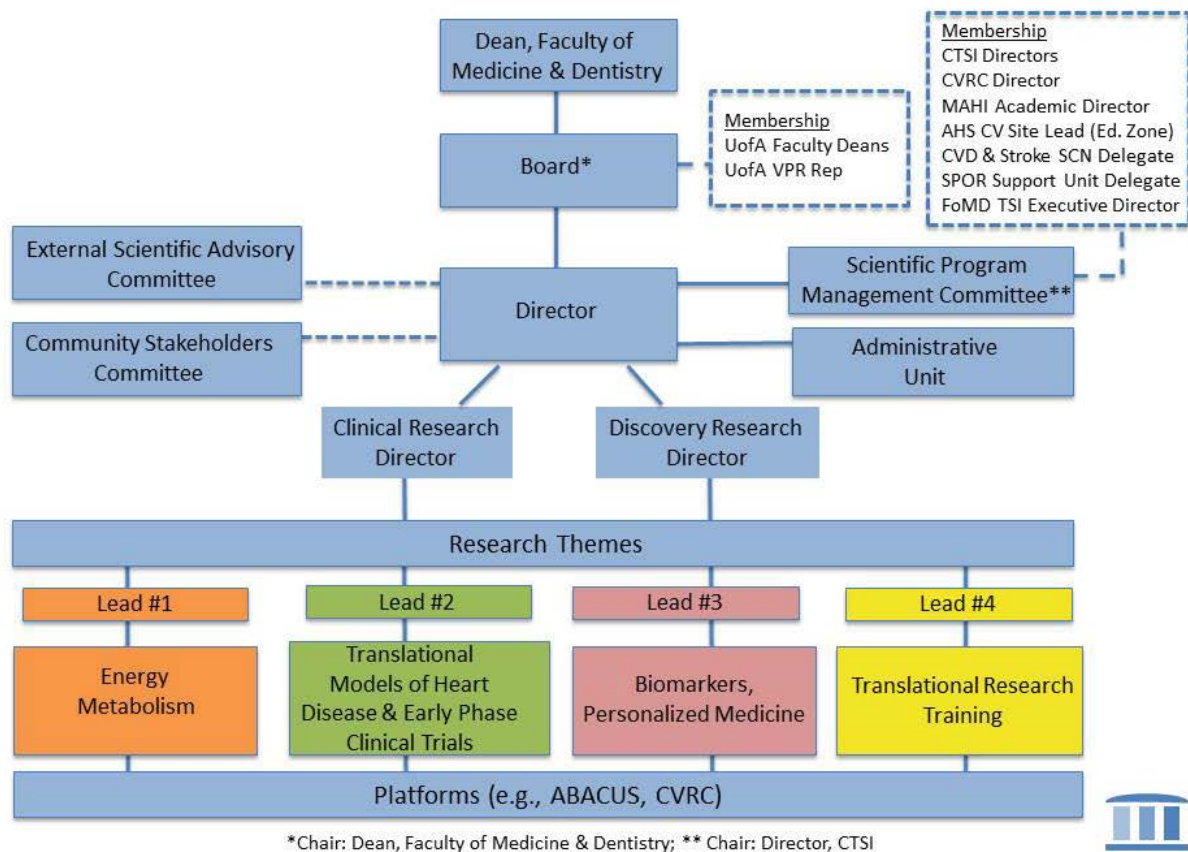 Dean, Faculty of
Medicine & Dentistry
Membership
CTSI Directors
CVRC Director
MAHI Academic Director
AHS CV Site Lead (Ed. Zone)
CVD & Stroke SCN Delegate
SPOR Support Unit Delegate
FoMD TSI Executive Director
Board*
Membership
UofA Faculty Deans
UofA VPR Rep
External Scientific Advisory
Committee
Director
Scientific Program
Management Committee**
Community Stakeholders
Committee
Administrative
Unit
Clinical Research
Director
Discovery Research
Director
Research Themes
Lead #1
Lead #2
Lead #3
Lead #4
Energy
Metabolism
Translational
Models of Heart
Disease & Early Phase
Clinical Trials
Biomarkers,
Personalized Medicine
Translational Research
Training
Platforms (e.g., ABACUS, CVRC)
*Chair: Dean, Faculty of Medicine & Dentistry; ** Chair: Director, CTSI